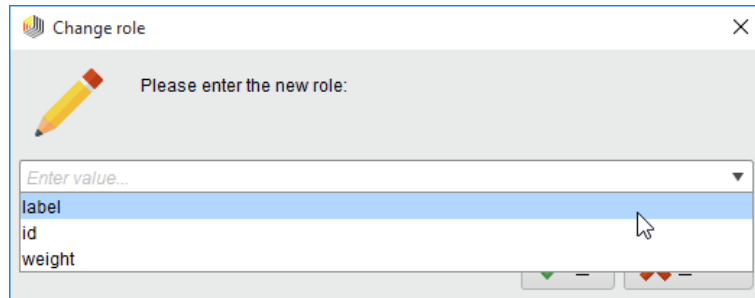 Change role
Please enter the new role:
Enter value...
label
id
weight